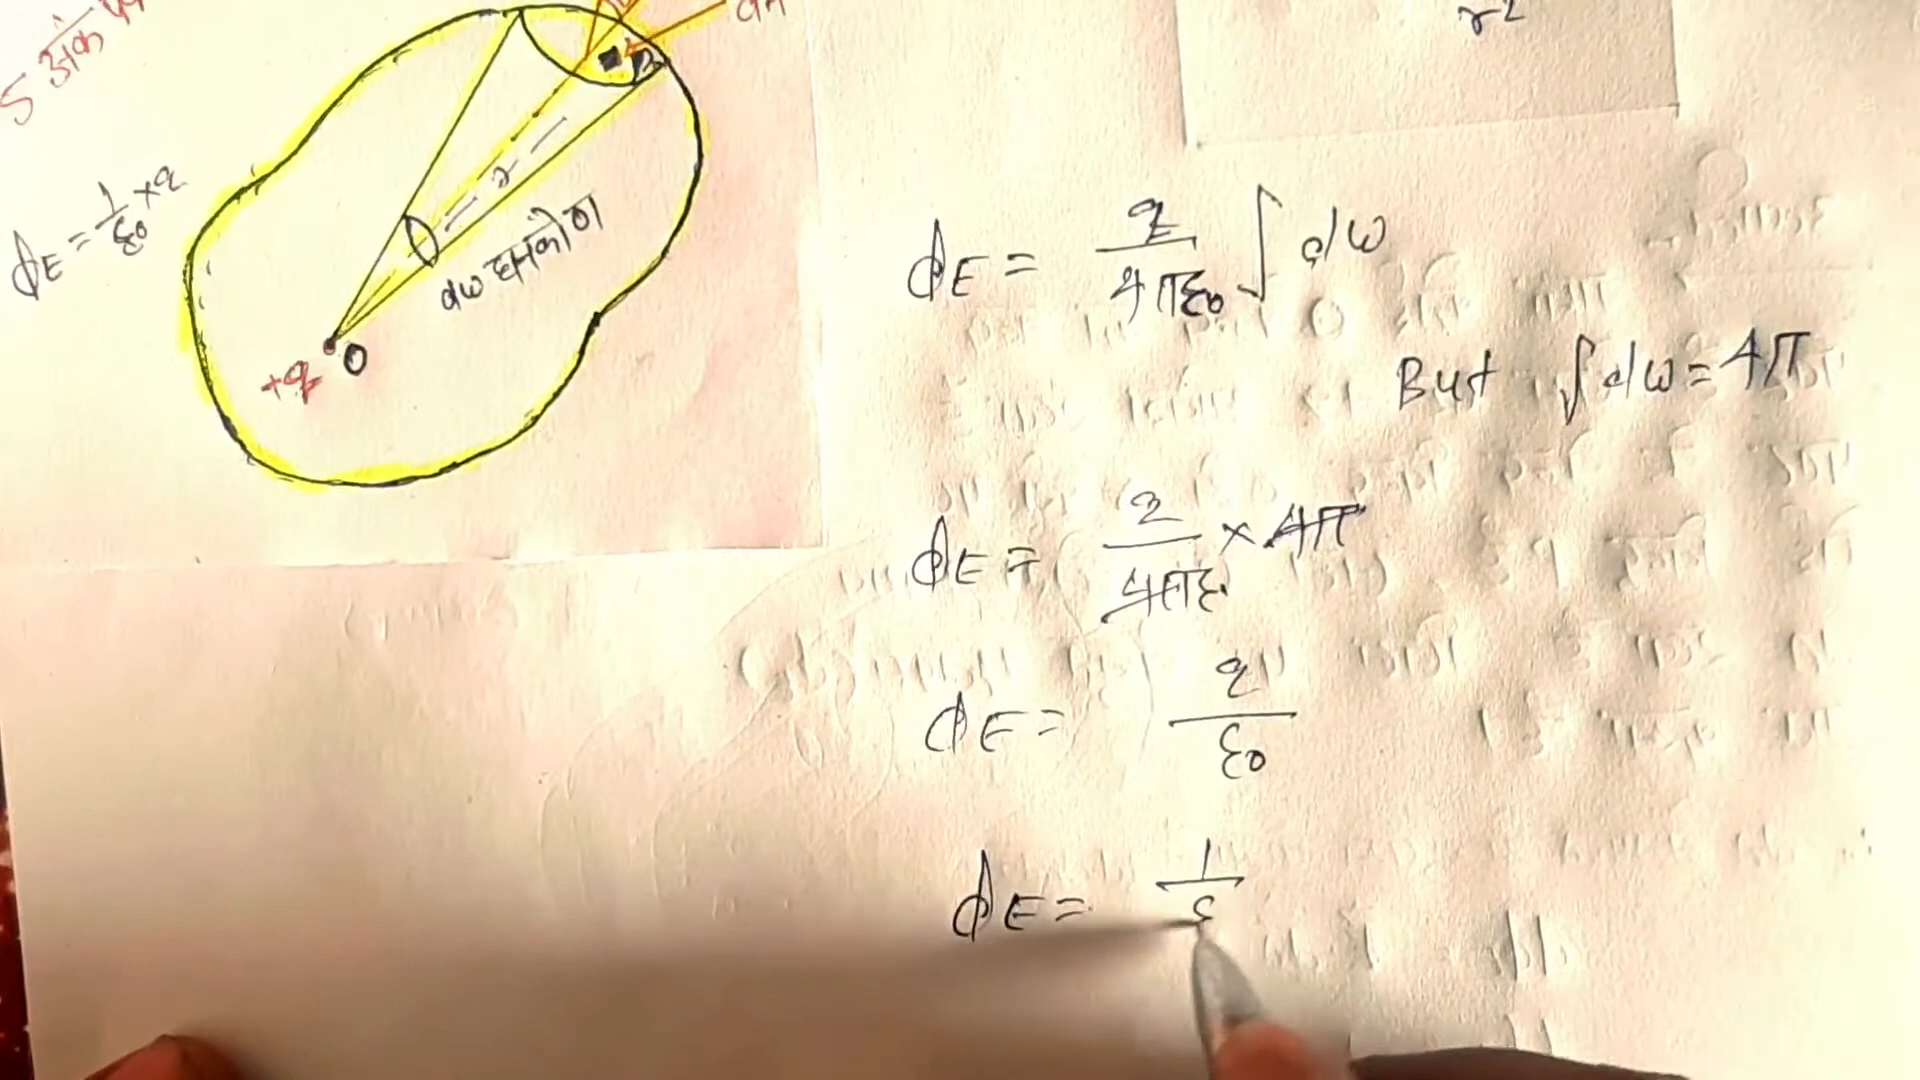 r²
ϕE = 1/ε₀ × q
r
dω घनकोण
+q O
ϕE = q/4πε₀ ∫ dω
But ∫ dω = 4π
ϕE = q/4πε₀ × 4π
ϕE = q/ε₀
ϕE = 1/ε